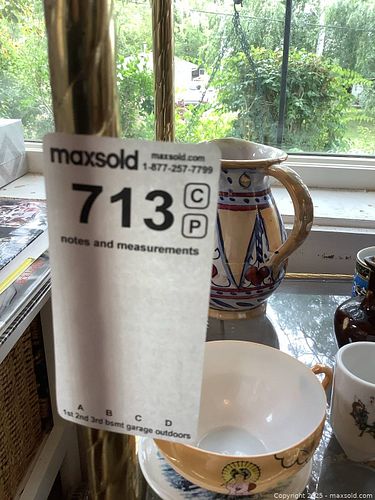 maxsold maxsold.com
1-877-257-7799
713 C
P
notes and measurements
A B C D
1st 2nd 3rd bsmt garage outdoors
Copyright 2025 - maxsold.com